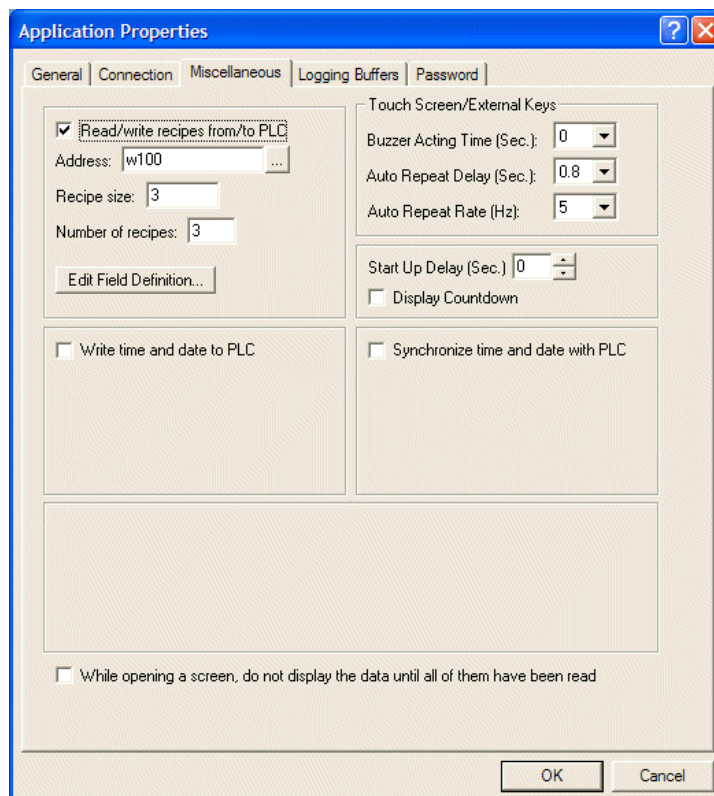 Application Properties
General
Connection
Miscellaneous
Logging Buffers
Password
Read/write recipes from/to PLC
Address: w100 ...
Recipe size: 3
Number of recipes: 3
Edit Field Definition...
Touch Screen/External Keys
Buzzer Acting Time (Sec.): 0
Auto Repeat Delay (Sec.): 0.8
Auto Repeat Rate (Hz): 5
Start Up Delay (Sec.) 0
Display Countdown
Write time and date to PLC
Synchronize time and date with PLC
While opening a screen, do not display the data until all of them have been read
OK
Cancel